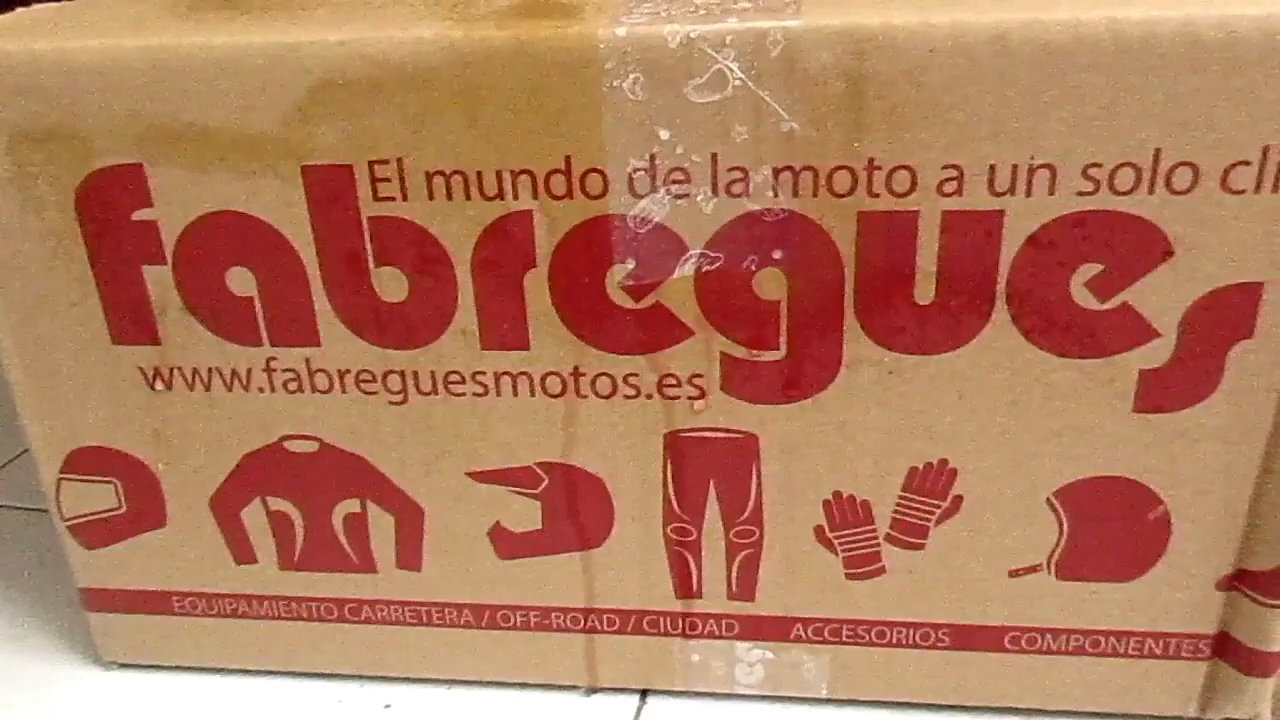 El mundo de la moto a un solo
fabregues
www.fabreguesmotos.es
EQUIPAMIENTO CARRETERA / OFF-ROAD / CIUDAD ACCESORIOS COMPONENTES